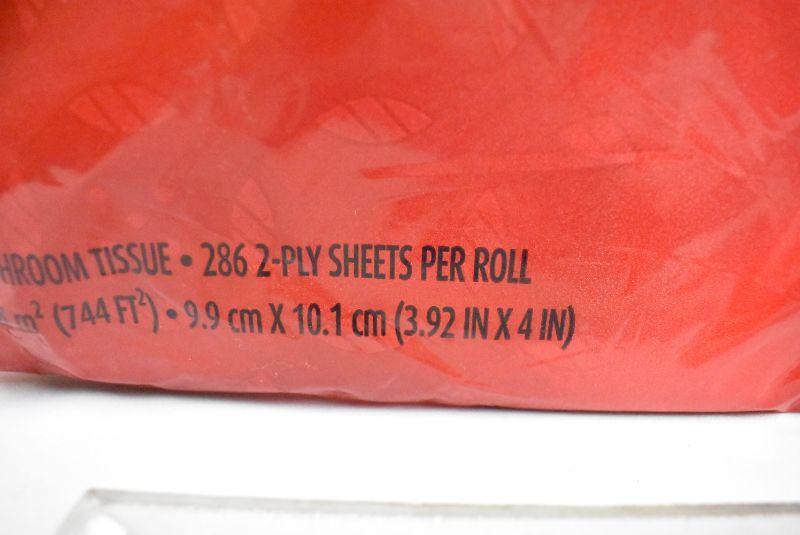 HROOM TISSUE • 286 2-PLY SHEETS PER ROLL
m² (744 FT²) • 9.9 cm X 10.1 cm (3.92 IN X 4 IN)